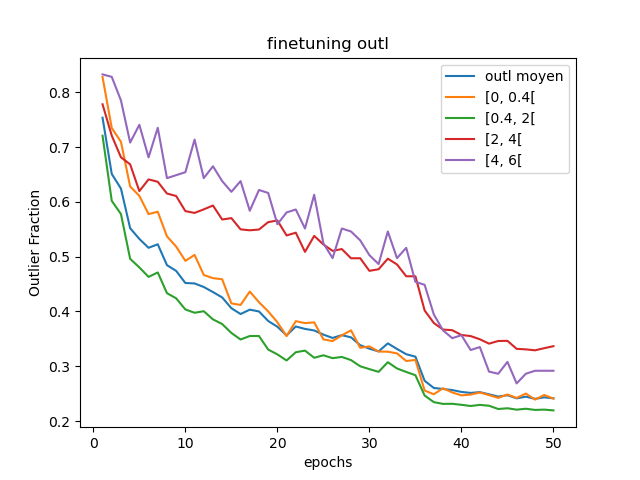 finetuning outl
outl moyen
[0, 0.4[
[0.4, 2[
[2, 4[
[4, 6[
Outlier Fraction
0.8
0.7
0.6
0.5
0.4
0.3
0.2
0 10 20 30 40 50
epochs